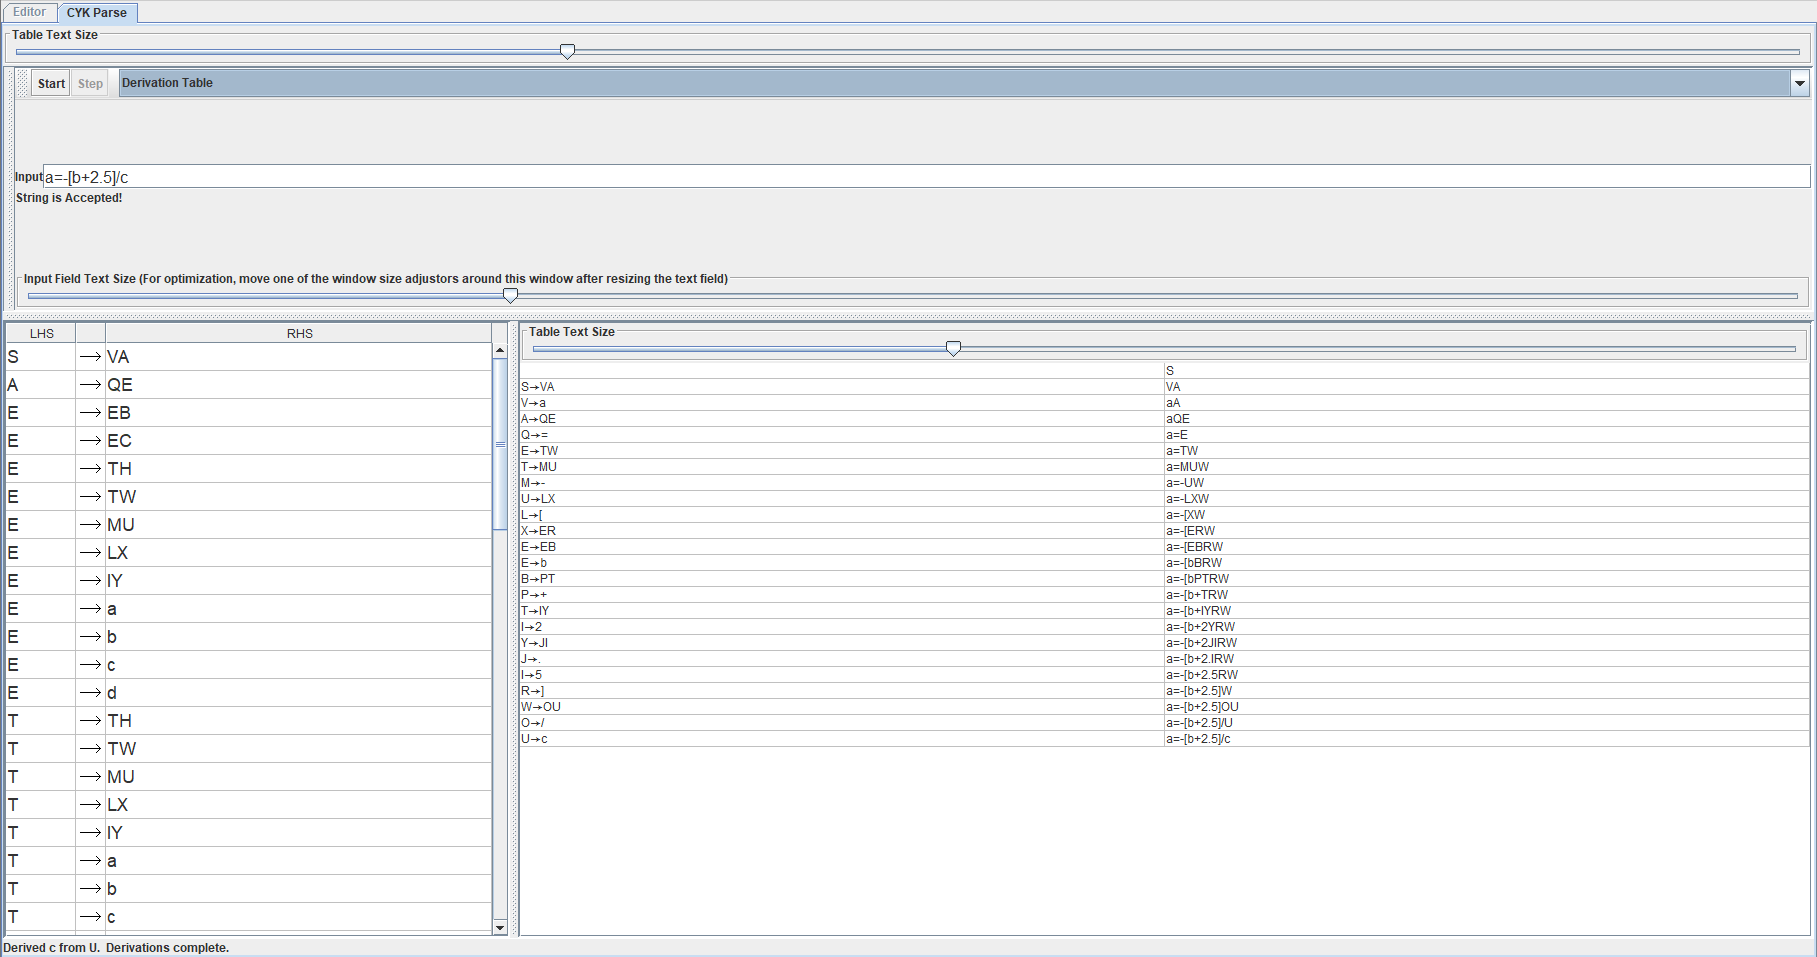 Editor CYK Parse
Table Text Size
Start Step Derivation Table
Input a=-[b+2.5]/c
String is Accepted!
Input Field Text Size (For optimization, move one of the window size adjustors around this window after resizing the text field)
LHS RHS
S → VA
A → QE
E → EB
E → EC
E → TH
E → TW
E → MU
E → LX
E → IY
E → a
E → b
E → c
E → d
T → TH
T → TW
T → MU
T → LX
T → IY
T → a
T → b
T → c
Table Text Size
S
S→VA VA
V→a aA
A→QE aQE
Q→= a=E
E→TW a=TW
T→MU a=MUW
M→- a=-UW
U→LX a=-LXW
L→[ a=-[XW
X→ER a=-[ERW
E→EB a=-[EBRW
E→b a=-[bBRW
B→PT a=-[bPTRW
P→+ a=-[b+TRW
T→IY a=-[b+IYRW
I→2 a=-[b+2YRW
Y→JI a=-[b+2JIRW
J→. a=-[b+2.IRW
I→5 a=-[b+2.5RW
R→] a=-[b+2.5]W
W→OU a=-[b+2.5]OU
O→/ a=-[b+2.5]/U
U→c a=-[b+2.5]/c
Derived c from U. Derivations complete.